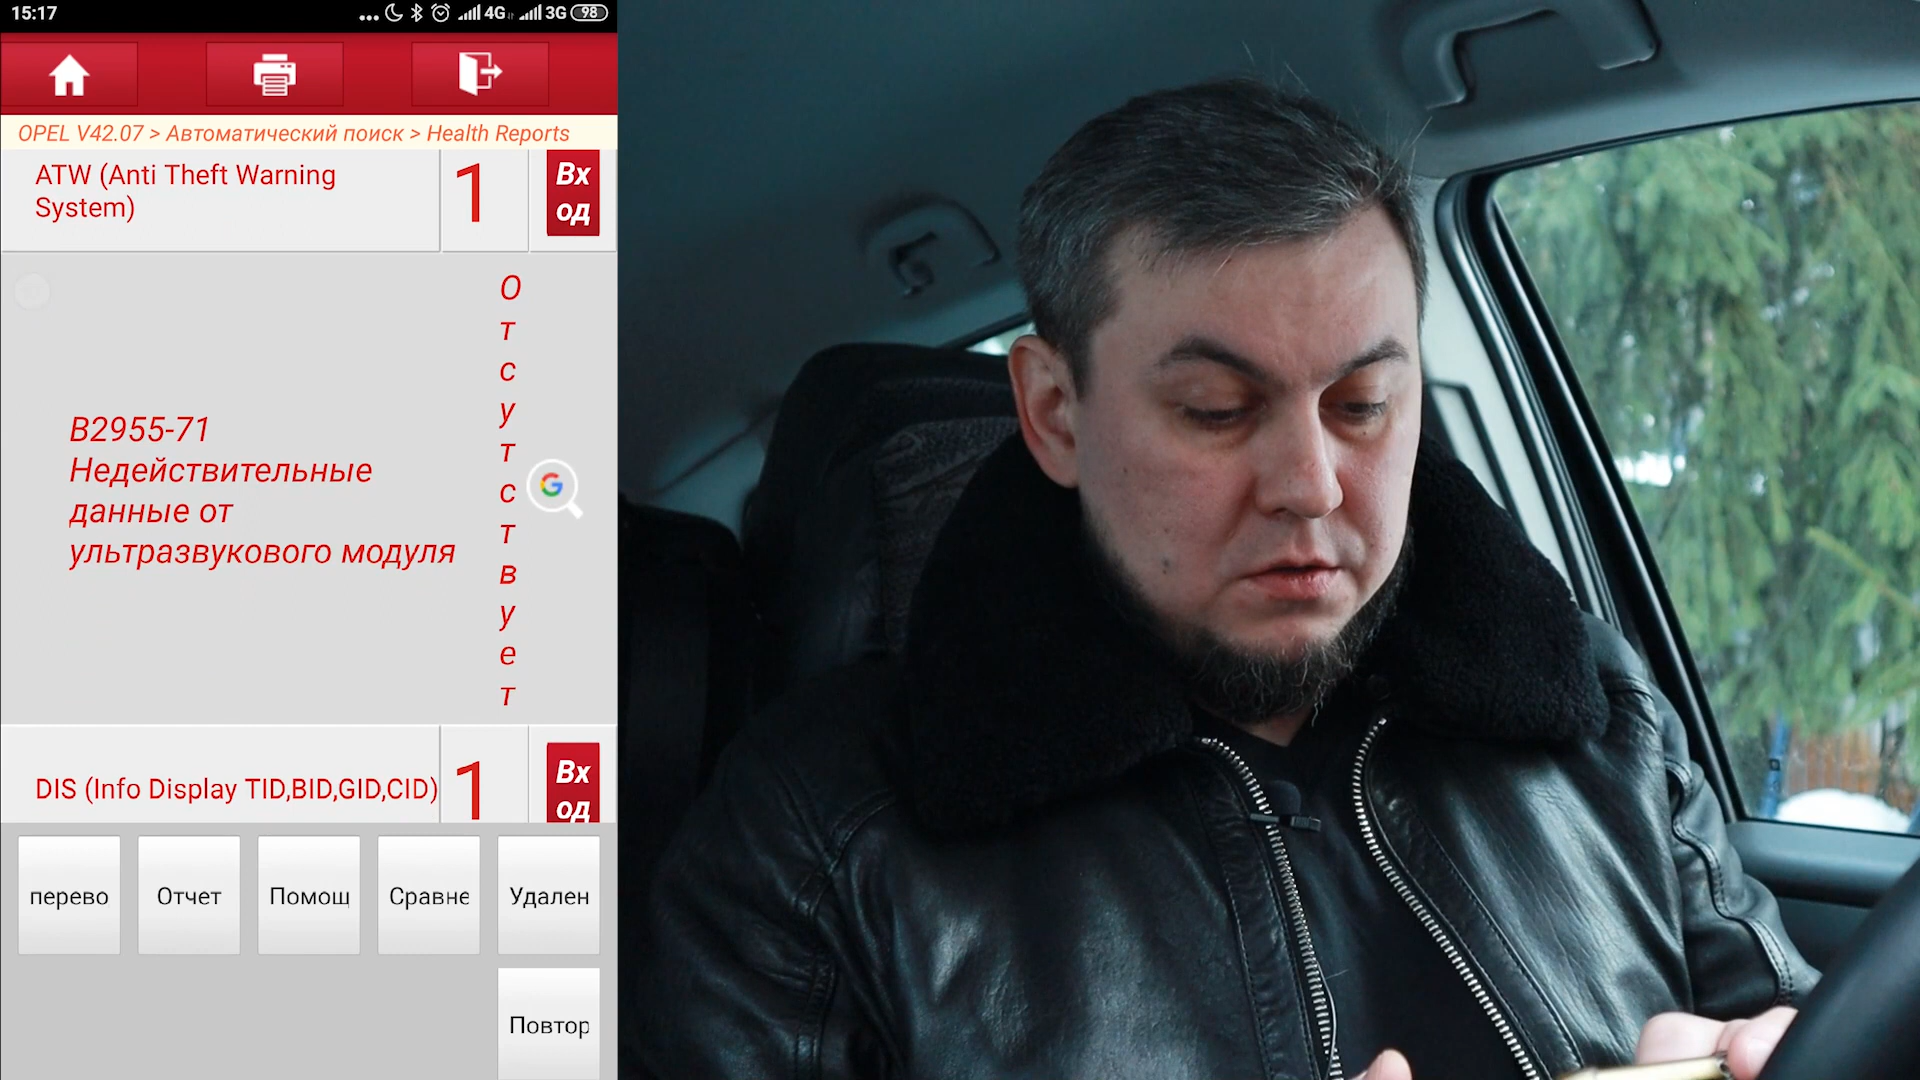 15:17
4G
3G
98
OPEL V42.07 > Автоматический поиск > Health Reports
ATW (Anti Theft Warning
System)
1
Вх
од
В2955-71
Недействительные
данные от
ультразвукового модуля
О
т
с
у
т
с
т
в
у
е
т
G
DIS (Info Display TID,BID,GID,CID)
1
Вх
од
перево
Отчет
Помощ
Сравне
Удален
Повтор